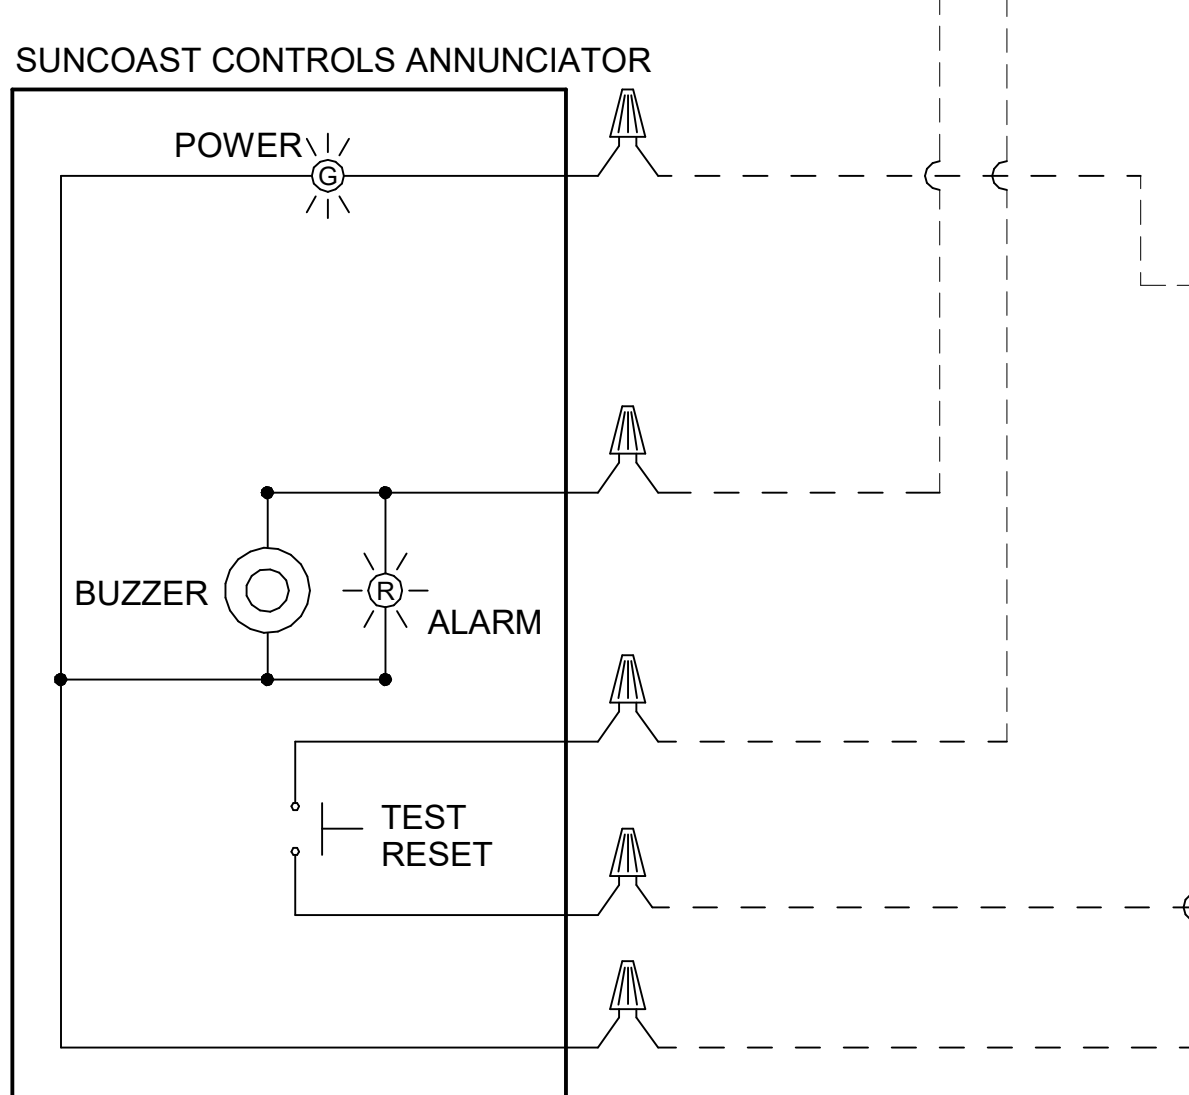 SUNCOAST CONTROLS ANNUNCIATOR
POWER
G
BUZZER
R
ALARM
TEST
RESET